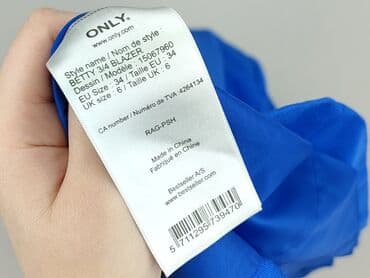 ONLY.
www.only.com
Style name / Nom de style :
BETTY 3/4 BLAZER
Dessin / Modèle : 15067960
EU Size : 34 / Taille EU : 34
UK size : 6 / Taille UK : 6
CA number / Numéro de TVA:4264134
RAG-PSH
Made in China
Fabriqué en Chine
Bestseller A/S
www.bestseller.com
5 711295 739470